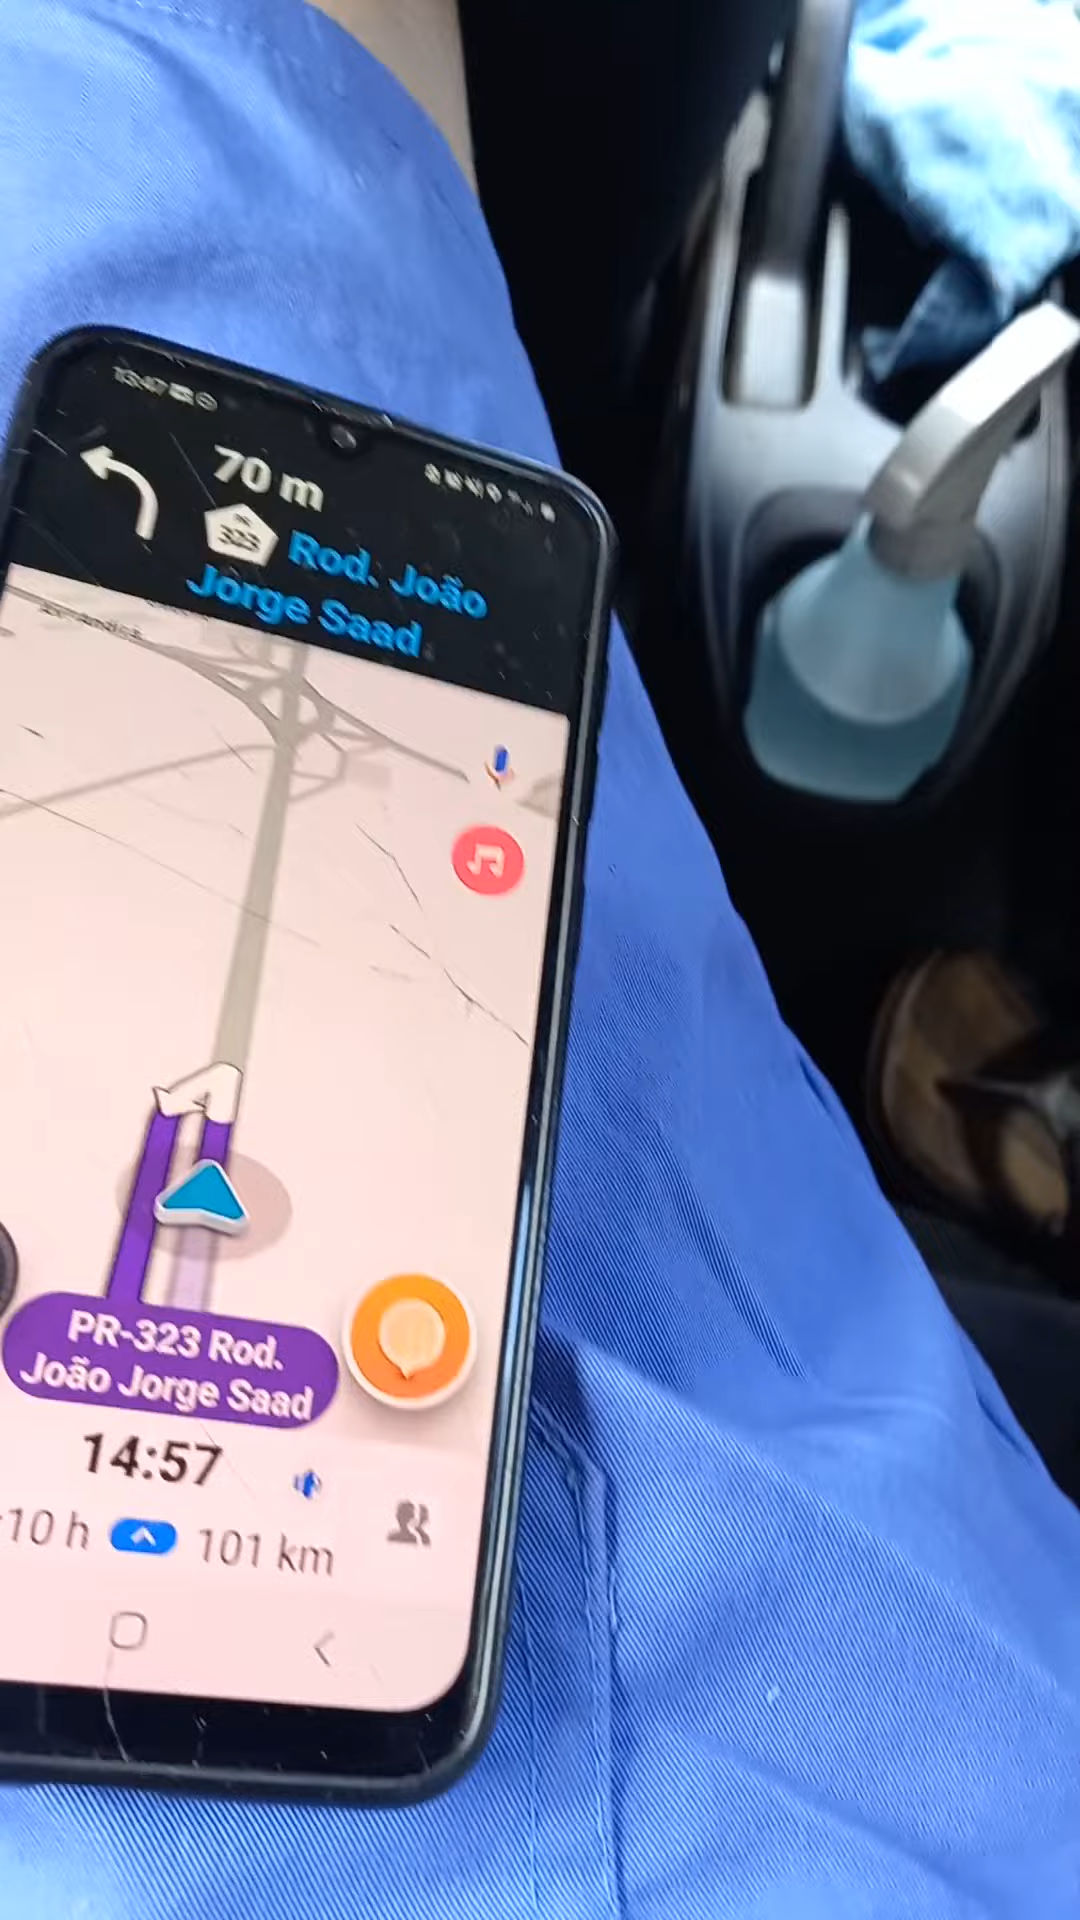 70 m
323 Rod. João
Jorge Saad
PR-323 Rod.
João Jorge Saad
14:57
10 h 101 km